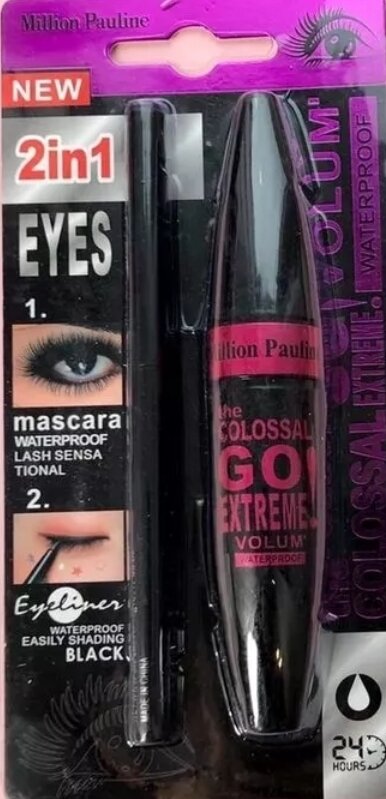 Million Pauline
NEW
2in1
EYES
1.
mascara
WATERPROOF
LASH SENSA
TIONAL
2.
Eyeliner
WATERPROOF
EASILY SHADING
BLACK
MADE IN CHINA
illion Paulin
the
COLOSSAL
GO!
EXTREME!
VOLUM'
WATERPROOF
COLOSSAL EXTREME!
VOLUM'
WATERPROOF
24
HOURS